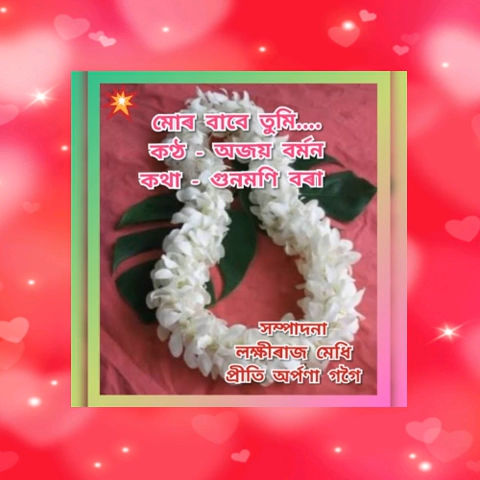 মোৰ বাবে তুমি....
কণ্ঠ - অজয় বৰ্মন
কথা - গুনমণি বৰা
সম্পাদনা
লক্ষীৰাজ মেধি
প্ৰীতি অৰ্পণা গগৈ